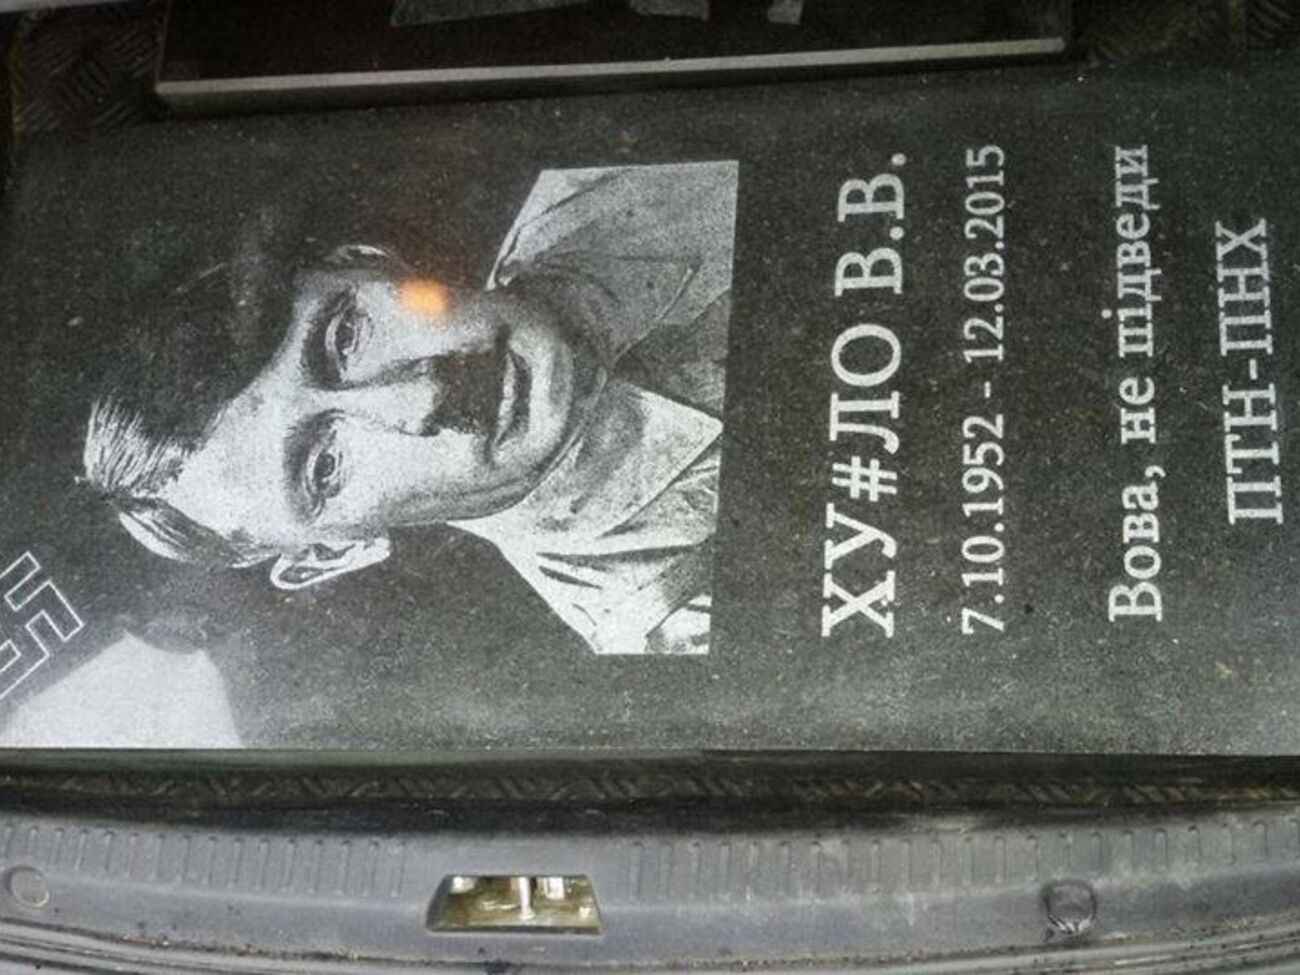 ХУ#ЛО В.В.
7.10.1952 - 12.03.2015
Вова, не підведи
ПТН-ПНХ